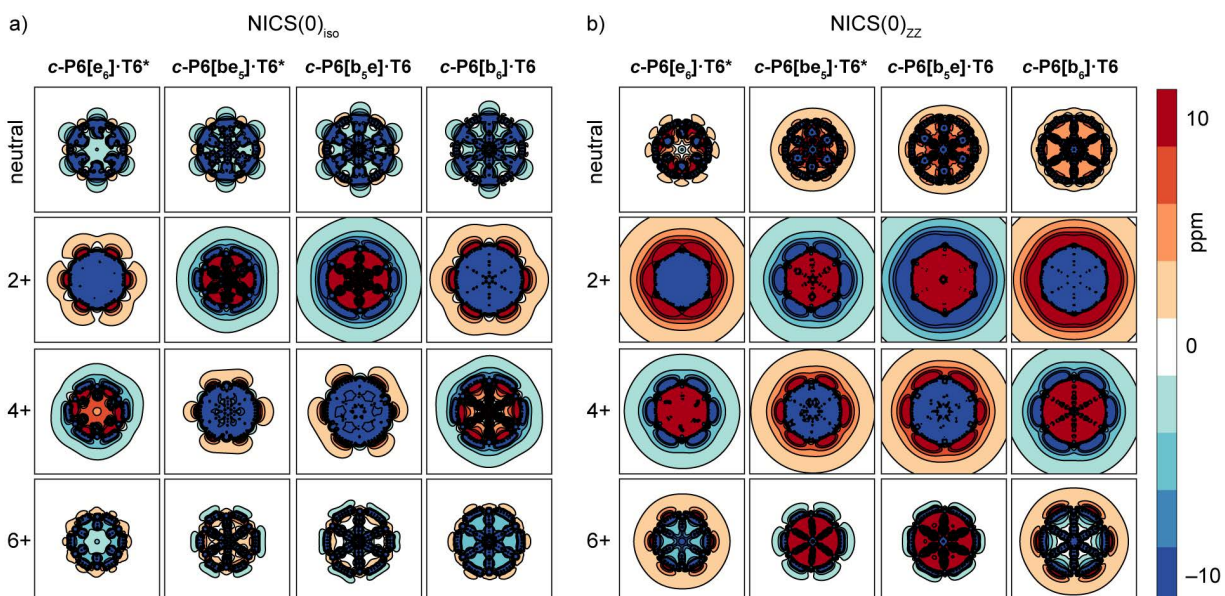 a) NICS(0)iso
c-P6[e6]·T6* c-P6[be5]·T6* c-P6[b5e]·T6 c-P6[b6]·T6
neutral
2+
4+
6+
b) NICS(0)ZZ
c-P6[e6]·T6* c-P6[be5]·T6* c-P6[b5e]·T6 c-P6[b6]·T6
neutral
2+
4+
6+
10
ppm
0
–10